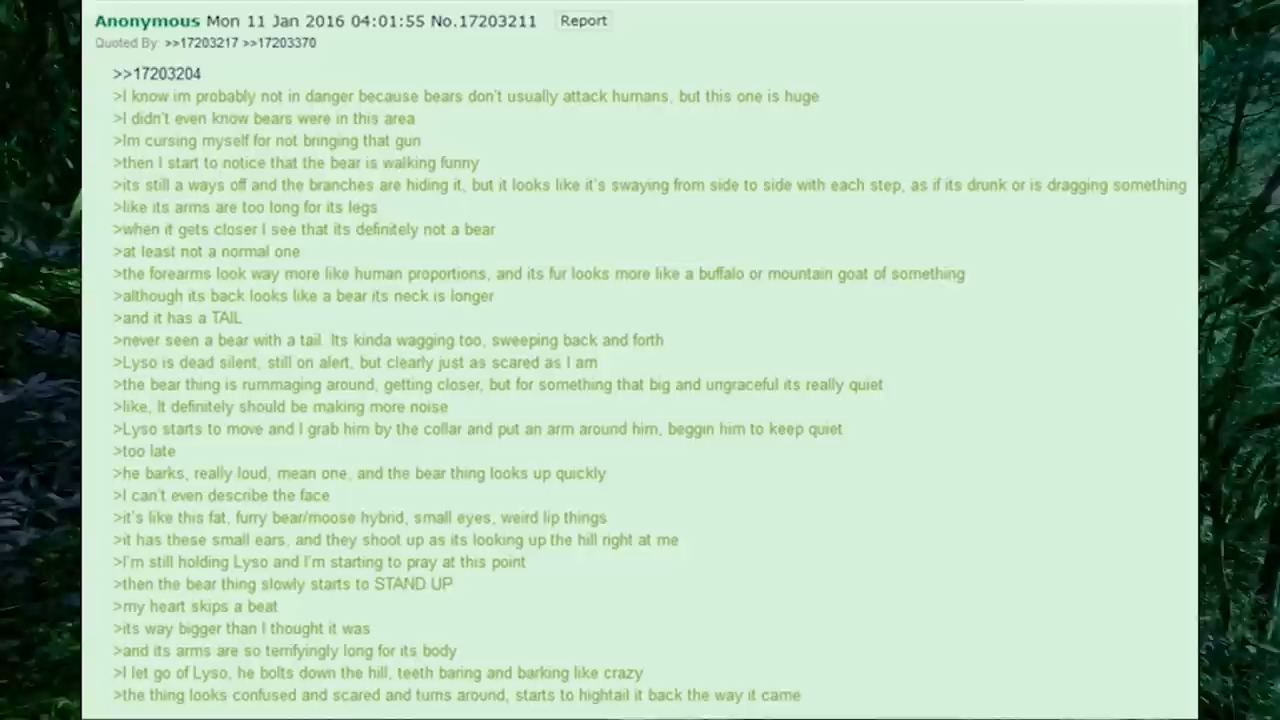 Anonymous Mon 11 Jan 2016 04:01:55 No.17203211 Report
Quoted By: >>17203217 >>17203370
>>17203204
>I know im probably not in danger because bears don't usually attack humans, but this one is huge
>I didn't even know bears were in this area
>Im cursing myself for not bringing that gun
>then I start to notice that the bear is walking funny
>its still a ways off and the branches are hiding it, but it looks like it's swaying from side to side with each step, as if its drunk or is dragging something
>like its arms are too long for its legs
>when it gets closer I see that its definitely not a bear
>at least not a normal one
>the forearms look way more like human proportions, and its fur looks more like a buffalo or mountain goat of something
>although its back looks like a bear its neck is longer
>and it has a TAIL
>never seen a bear with a tail. Its kinda wagging too, sweeping back and forth
>Lyso is dead silent, still on alert, but clearly just as scared as I am
>the bear thing is rummaging around, getting closer, but for something that big and ungraceful its really quiet
>like, It definitely should be making more noise
>Lyso starts to move and I grab him by the collar and put an arm around him, beggin him to keep quiet
>too late
>he barks, really loud, mean one, and the bear thing looks up quickly
>I can't even describe the face
>it's like this fat, furry bear/moose hybrid, small eyes, weird lip things
>it has these small ears, and they shoot up as its looking up the hill right at me
>I'm still holding Lyso and I'm starting to pray at this point
>then the bear thing slowly starts to STAND UP
>my heart skips a beat
>its way bigger than I thought it was
>and its arms are so terrifyingly long for its body
>I let go of Lyso, he bolts down the hill, teeth baring and barking like crazy
>the thing looks confused and scared and turns around, starts to hightail it back the way it came